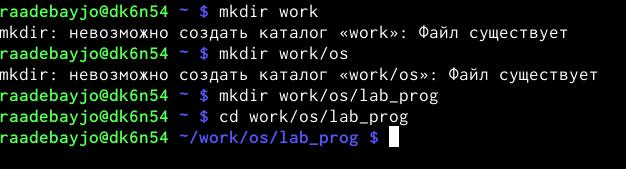 raadebayjo@dk6n54 ~ $ mkdir work
mkdir: невозможно создать каталог «work»: Файл существует
raadebayjo@dk6n54 ~ $ mkdir work/os
mkdir: невозможно создать каталог «work/os»: Файл существует
raadebayjo@dk6n54 ~ $ mkdir work/os/lab_prog
raadebayjo@dk6n54 ~ $ cd work/os/lab_prog
raadebayjo@dk6n54 ~/work/os/lab_prog $